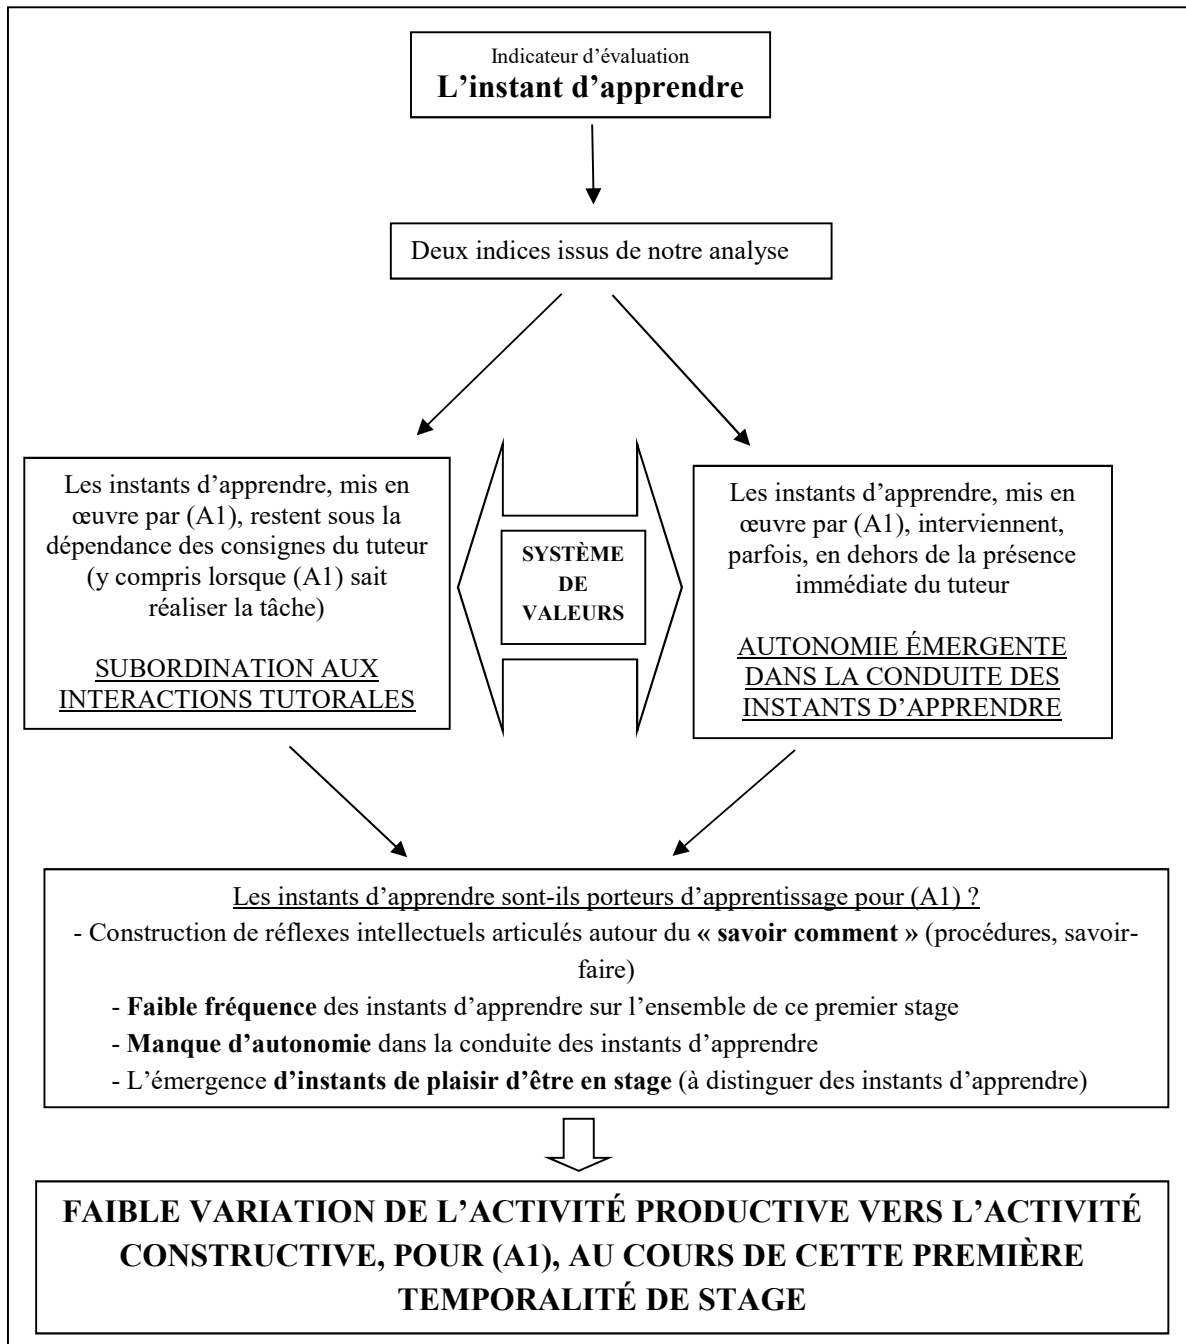 Indicateur d’évaluation
L’instant d’apprendre
Deux indices issus de notre analyse
Les instants d’apprendre, mis en
œuvre par (A1), restent sous la
dépendance des consignes du tuteur
(y compris lorsque (A1) sait
réaliser la tâche)
SUBORDINATION AUX
INTERACTIONS TUTORALES
SYSTÈME
DE
VALEURS
Les instants d’apprendre, mis en
œuvre par (A1), interviennent,
parfois, en dehors de la présence
immédiate du tuteur
AUTONOMIE ÉMERGENTE
DANS LA CONDUITE DES
INSTANTS D’APPRENDRE
Les instants d’apprendre sont-ils porteurs d’apprentissage pour (A1) ?
- Construction de réflexes intellectuels articulés autour du « savoir comment » (procédures, savoir-
faire)
- Faible fréquence des instants d’apprendre sur l’ensemble de ce premier stage
- Manque d’autonomie dans la conduite des instants d’apprendre
- L’émergence d’instants de plaisir d’être en stage (à distinguer des instants d’apprendre)
FAIBLE VARIATION DE L’ACTIVITÉ PRODUCTIVE VERS L’ACTIVITÉ
CONSTRUCTIVE, POUR (A1), AU COURS DE CETTE PREMIÈRE
TEMPORALITÉ DE STAGE